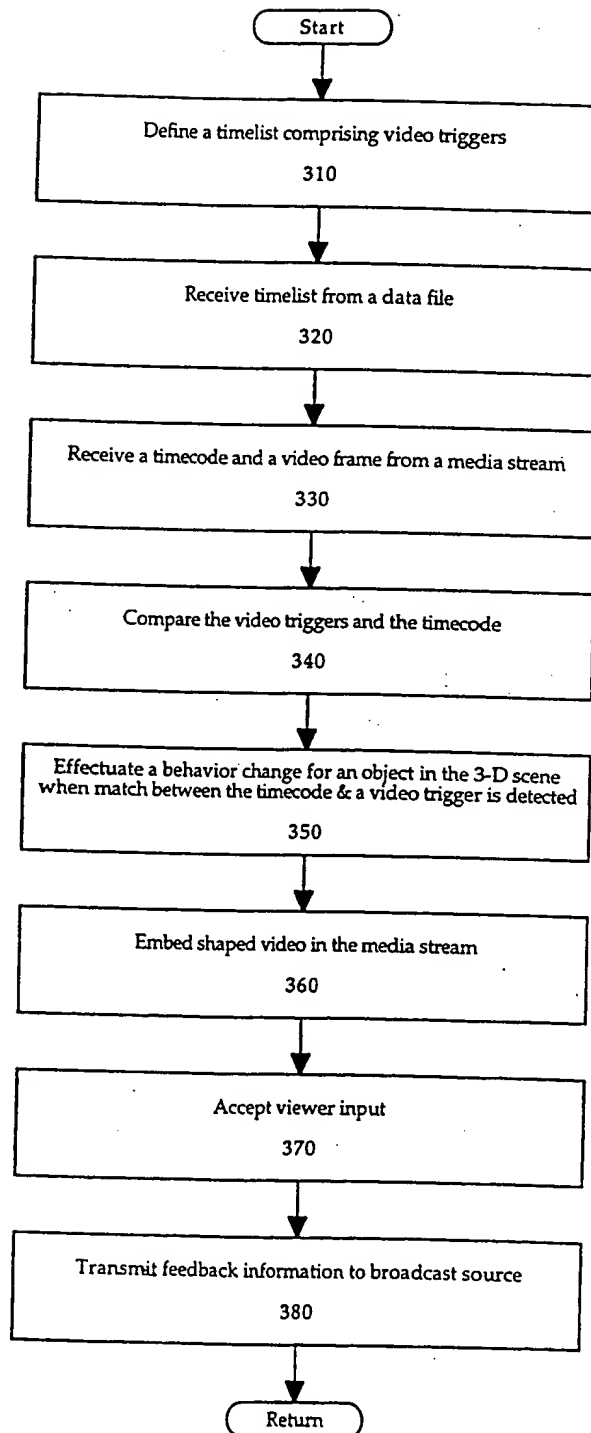 Start
Define a timelist comprising video triggers
310
Receive timelist from a data file
320
Receive a timecode and a video frame from a media stream
330
Compare the video triggers and the timecode
340
Effectuate a behavior change for an object in the 3-D scene
when match between the timecode & a video trigger is detected
350
Embed shaped video in the media stream
360
Accept viewer input
370
Transmit feedback information to broadcast source
380
Return